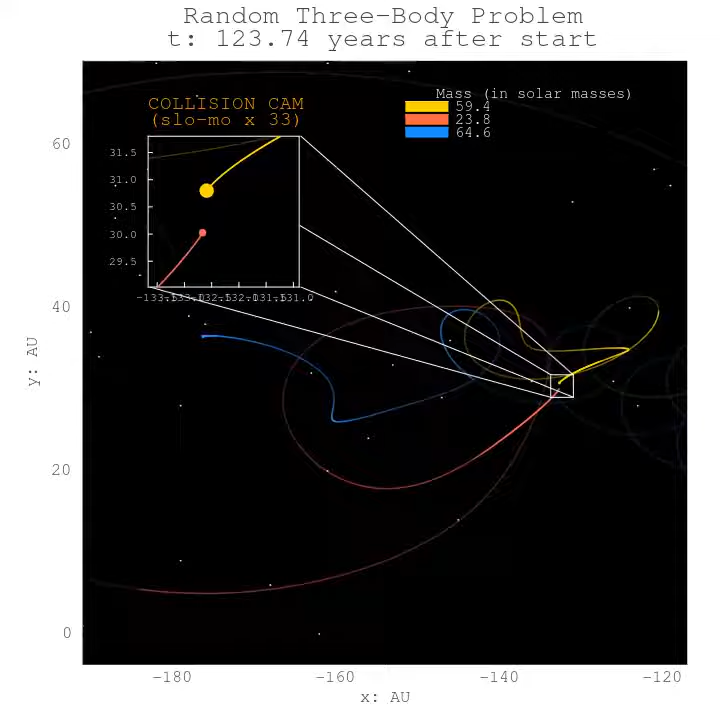 Random Three-Body Problem
t: 123.74 years after start
COLLISION CAM
(slo-mo x 33)
Mass (in solar masses)
59.4
23.8
64.6
31.5
31.0
30.5
30.0
29.5
-131.0
60
40
20
0
y: AU
-180
-160
-140
-120
x: AU